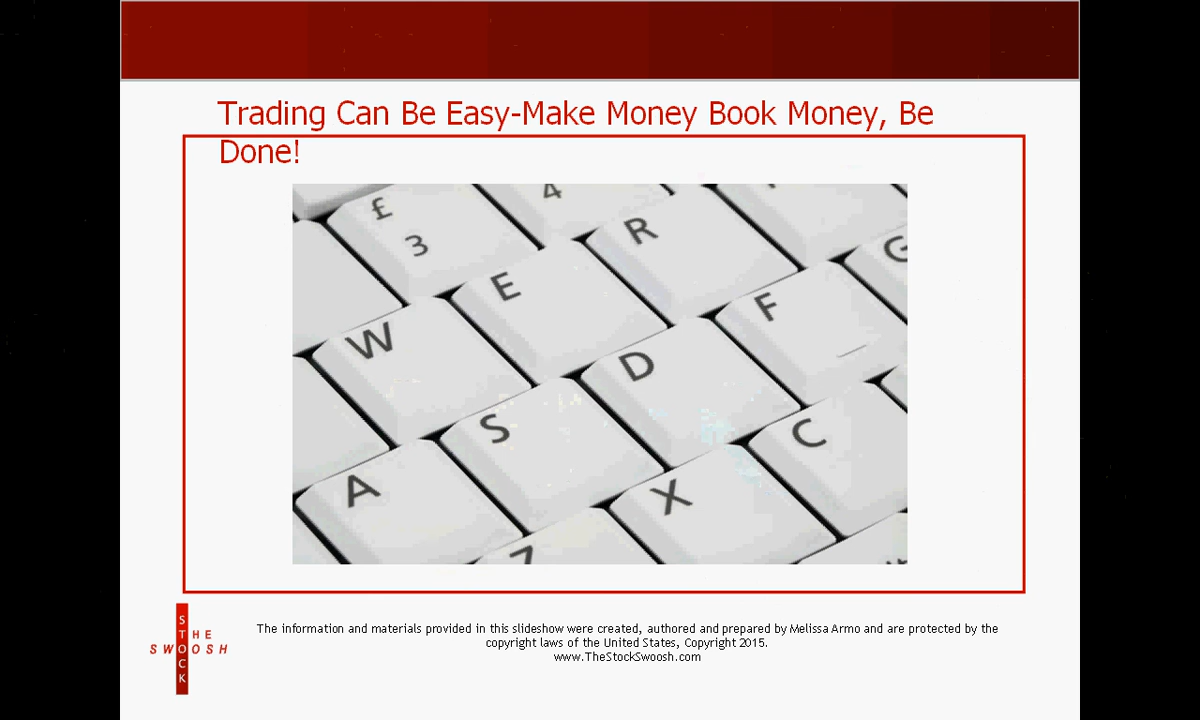 Trading Can Be Easy-Make Money Book Money, Be
Done!
£
4
3
R
G
E
F
W
D
S
C
A
X
Z
STOCK
THE
SWOOSH
The information and materials provided in this slideshow were created, authored and prepared by Melissa Armo and are protected by the
copyright laws of the United States, Copyright 2015.
www.TheStockSwoosh.com